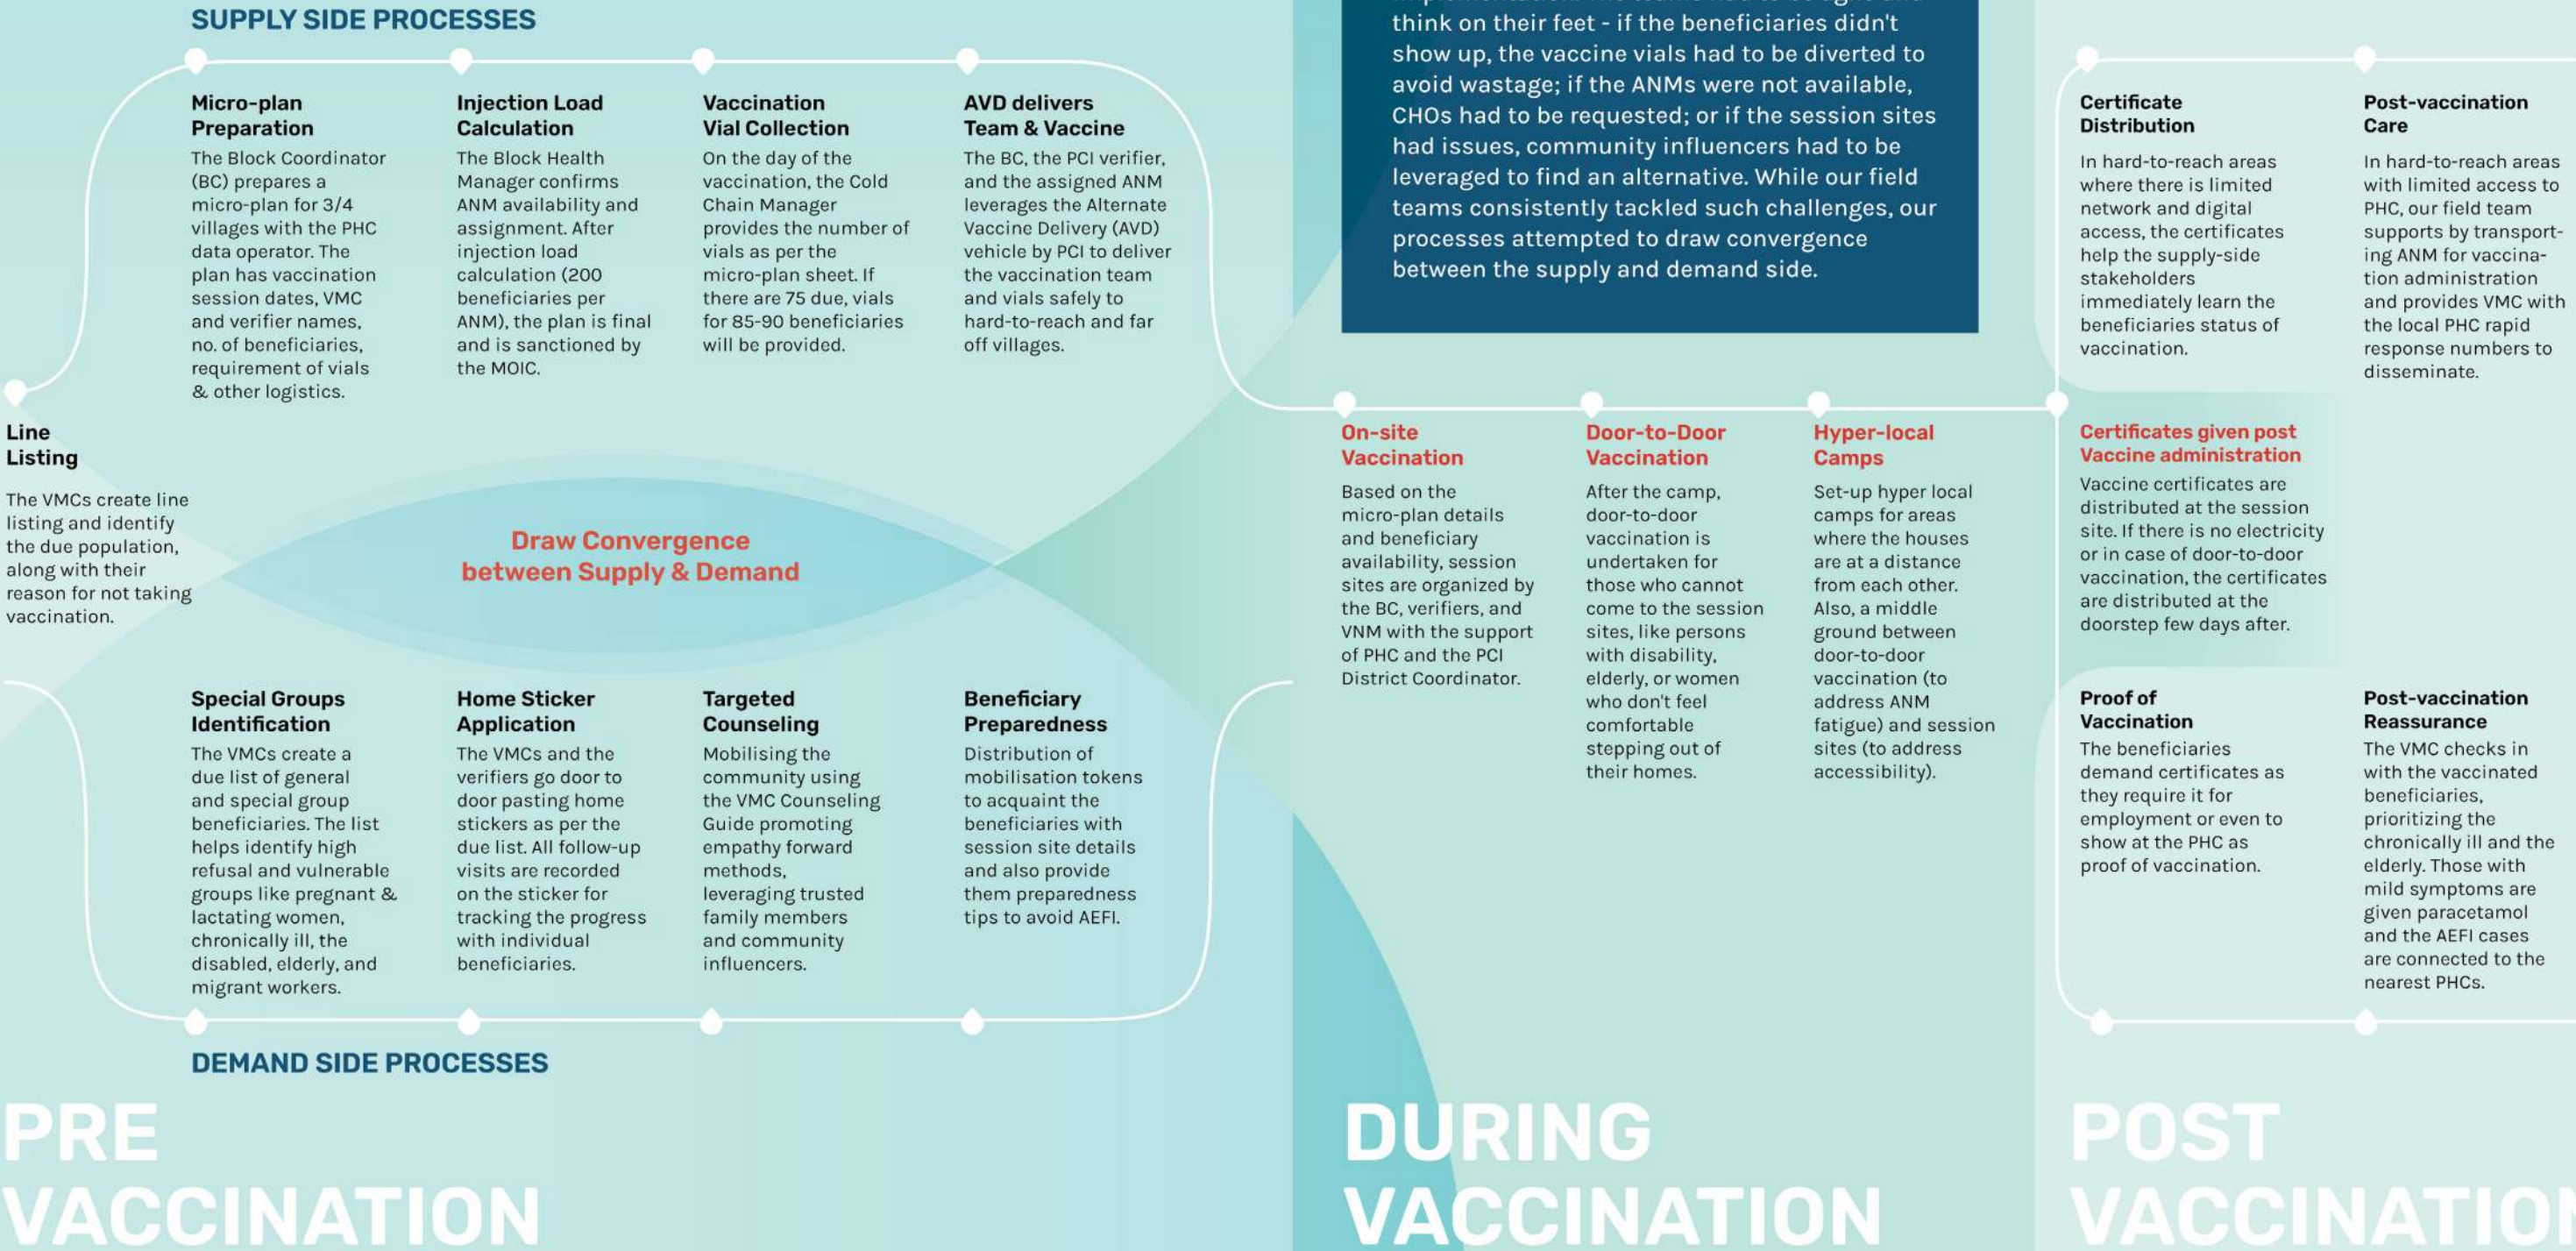 SUPPLY SIDE PROCESSES
Micro-plan
Preparation
The Block Coordinator
(BC) prepares a
micro-plan for 3/4
villages with the PHC
data operator. The
plan has vaccination
session dates, VMC
and verifier names,
no. of beneficiaries,
requirement of vials
& other logistics.
Injection Load
Calculation
The Block Health
Manager confirms
ANM availability and
assignment. After
injection load
calculation (200
beneficiaries per
ANM), the plan is final
and is sanctioned by
the MOIC.
Vaccination
Vial Collection
On the day of the
vaccination, the Cold
Chain Manager
provides the number of
vials as per the
micro-plan sheet. If
there are 75 due, vials
for 85-90 beneficiaries
will be provided.
AVD delivers
Team & Vaccine
The BC, the PCI verifier,
and the assigned ANM
leverages the Alternate
Vaccine Delivery (AVD)
vehicle by PCI to deliver
the vaccination team
and vials safely to
hard-to-reach and far
off villages.
Line
Listing
The VMCs create line
listing and identify
the due population,
along with their
reason for not taking
vaccination.
Draw Convergence
between Supply & Demand
Special Groups
Identification
The VMCs create a
due list of general
and special group
beneficiaries. The list
helps identify high
refusal and vulnerable
groups like pregnant &
lactating women,
chronically ill, the
disabled, elderly, and
migrant workers.
Home Sticker
Application
The VMCs and the
verifiers go door to
door pasting home
stickers as per the
due list. All follow-up
visits are recorded
on the sticker for
tracking the progress
with individual
beneficiaries.
Targeted
Counseling
Mobilising the
community using
the VMC Counseling
Guide promoting
empathy forward
methods,
leveraging trusted
family members
and community
influencers.
Beneficiary
Preparedness
Distribution of
mobilisation tokens
to acquaint the
beneficiaries with
session site details
and also provide
them preparedness
tips to avoid AEFI.
DEMAND SIDE PROCESSES
PRE
VACCINATION
think on their feet - if the beneficiaries didn't
show up, the vaccine vials had to be diverted to
avoid wastage; if the ANMs were not available,
CHOs had to be requested; or if the session sites
had issues, community influencers had to be
leveraged to find an alternative. While our field
teams consistently tackled such challenges, our
processes attempted to draw convergence
between the supply and demand side.
On-site
Vaccination
Based on the
micro-plan details
and beneficiary
availability, session
sites are organized by
the BC, verifiers, and
VNM with the support
of PHC and the PCI
District Coordinator.
Door-to-Door
Vaccination
After the camp,
door-to-door
vaccination is
undertaken for
those who cannot
come to the session
sites, like persons
with disability,
elderly, or women
who don't feel
comfortable
stepping out of
their homes.
Hyper-local
Camps
Set-up hyper local
camps for areas
where the houses
are at a distance
from each other.
Also, a middle
ground between
door-to-door
vaccination (to
address ANM
fatigue) and session
sites (to address
accessibility).
DURING
VACCINATION
Certificate
Distribution
In hard-to-reach areas
where there is limited
network and digital
access, the certificates
help the supply-side
stakeholders
immediately learn the
beneficiaries status of
vaccination.
Post-vaccination
Care
In hard-to-reach areas
with limited access to
PHC, our field team
supports by transport-
ing ANM for vaccina-
tion administration
and provides VMC with
the local PHC rapid
response numbers to
disseminate.
Certificates given post
Vaccine administration
Vaccine certificates are
distributed at the session
site. If there is no electricity
or in case of door-to-door
vaccination, the certificates
are distributed at the
doorstep few days after.
Proof of
Vaccination
The beneficiaries
demand certificates as
they require it for
employment or even to
show at the PHC as
proof of vaccination.
Post-vaccination
Reassurance
The VMC checks in
with the vaccinated
beneficiaries,
prioritizing the
chronically ill and the
elderly. Those with
mild symptoms are
given paracetamol
and the AEFI cases
are connected to the
nearest PHCs.
POST
VACCINATION